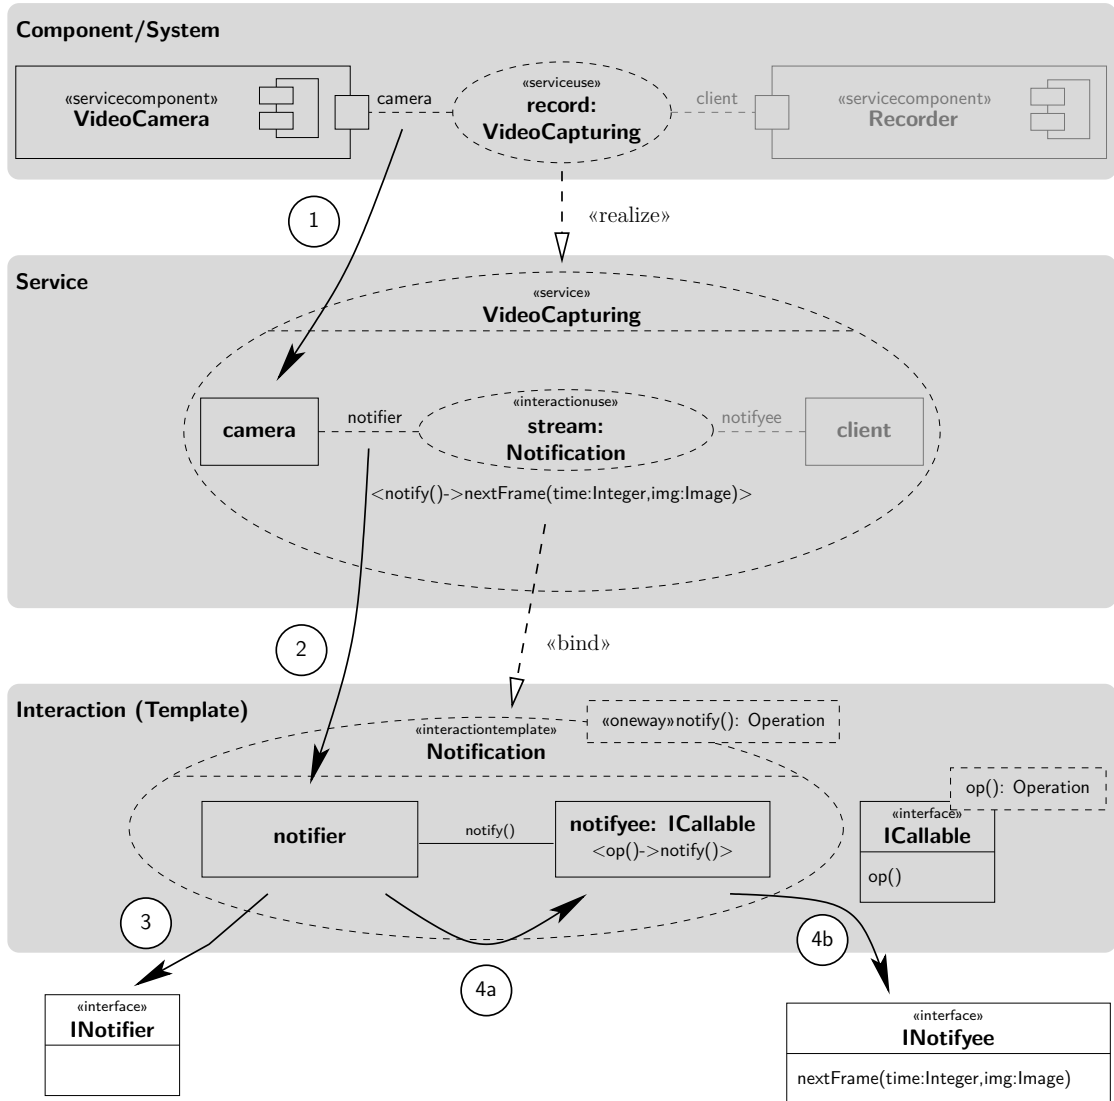 Component/System
«servicecomponent»
VideoCamera
camera
«serviceuse»
record:
VideoCapturing
client
«servicecomponent»
Recorder
1
«realize»
Service
«service»
VideoCapturing
camera
notifier
«interactionuse»
stream:
Notification
notifyee
client
<notify()->nextFrame(time:Integer,img:Image)>
2
«bind»
Interaction (Template)
«interactiontemplate»
Notification
«oneway»notify(): Operation
op(): Operation
notifier
notify()
notifyee: ICallable
<op()->notify()>
«interface»
ICallable
op()
3
4a
4b
«interface»
INotifier
«interface»
INotifyee
nextFrame(time:Integer,img:Image)